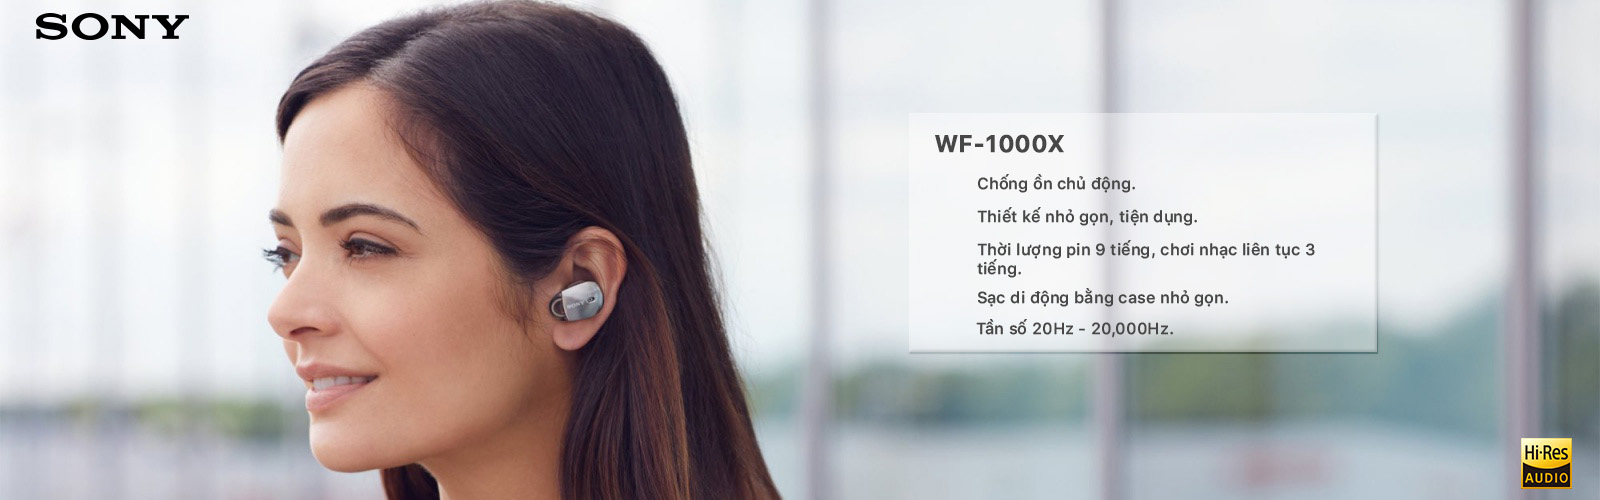 SONY
WF-1000X
Chống ồn chủ động.
Thiết kế nhỏ gọn, tiện dụng.
Thời lượng pin 9 tiếng, chơi nhạc liên tục 3
tiếng.
Sạc di động bằng case nhỏ gọn.
Tần số 20Hz - 20,000Hz.
SONY
Hi-Res
AUDIO